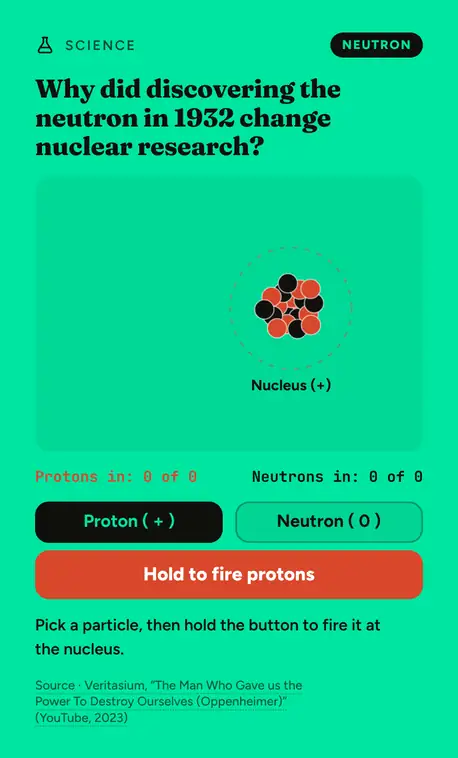 SCIENCE
NEUTRON
Why did discovering the
neutron in 1932 change
nuclear research?
Nucleus (+)
Protons in: 0 of 0
Neutrons in: 0 of 0
Proton ( + )
Neutron ( 0 )
Hold to fire protons
Pick a particle, then hold the button to fire it at
the nucleus.
Source · Veritasium, “The Man Who Gave us the
Power To Destroy Ourselves (Oppenheimer)”
(YouTube, 2023)